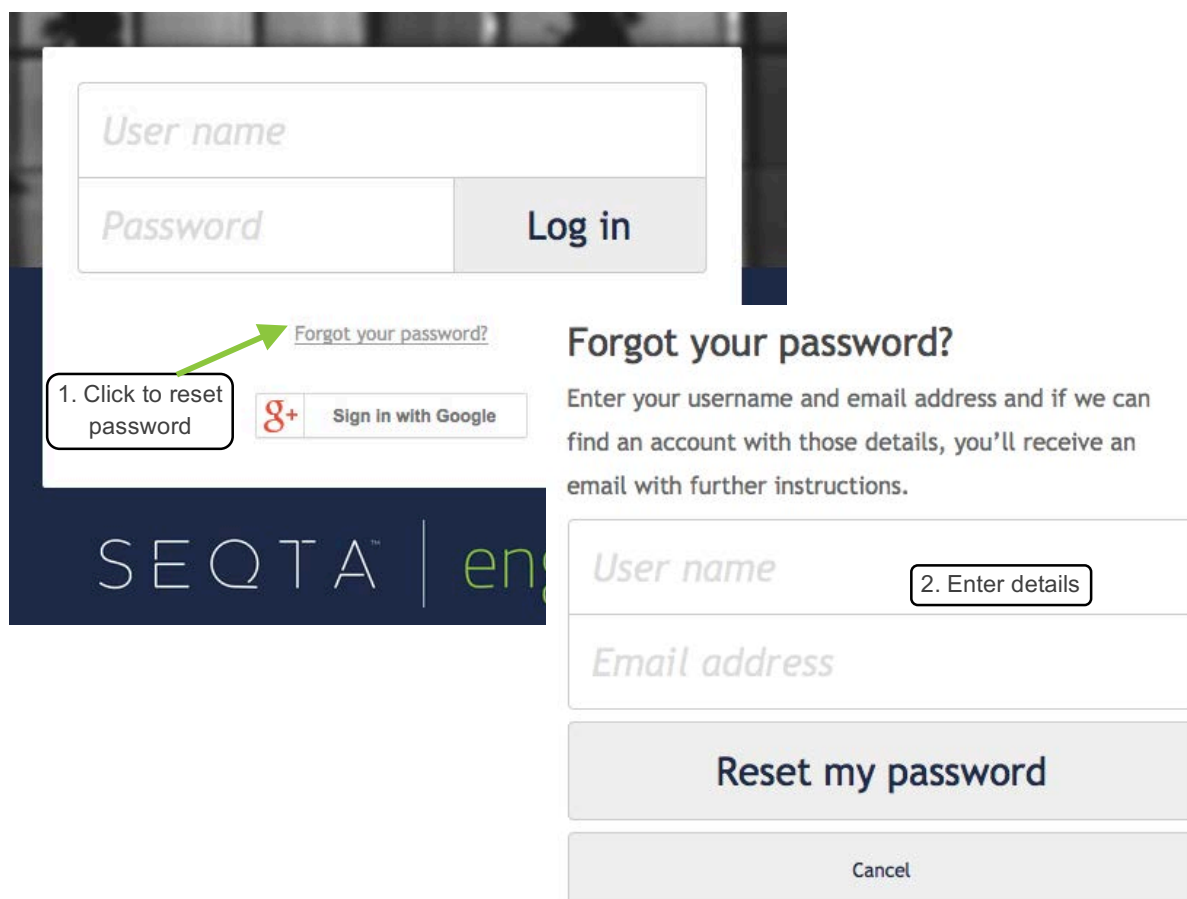 User name
Password
Log in
Forgot your password?
1. Click to reset
password
g+
Sign in with Google
SEQTA™
eng
Forgot your password?
Enter your username and email address and if we can
find an account with those details, you’ll receive an
email with further instructions.
User name
2. Enter details
Email address
Reset my password
Cancel